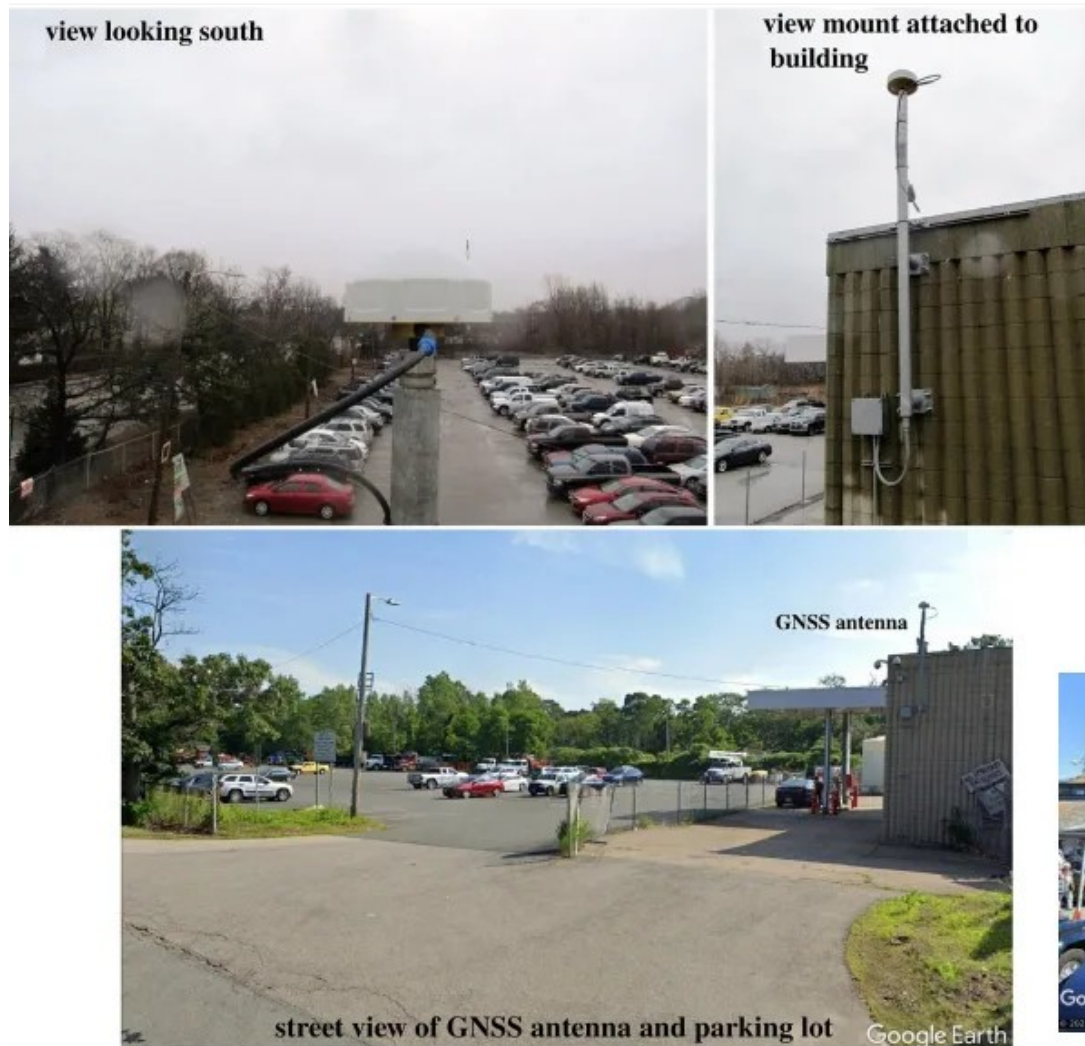 view looking south
view mount attached to
building
GNSS antenna
street view of GNSS antenna and parking lot
Google Earth
Go